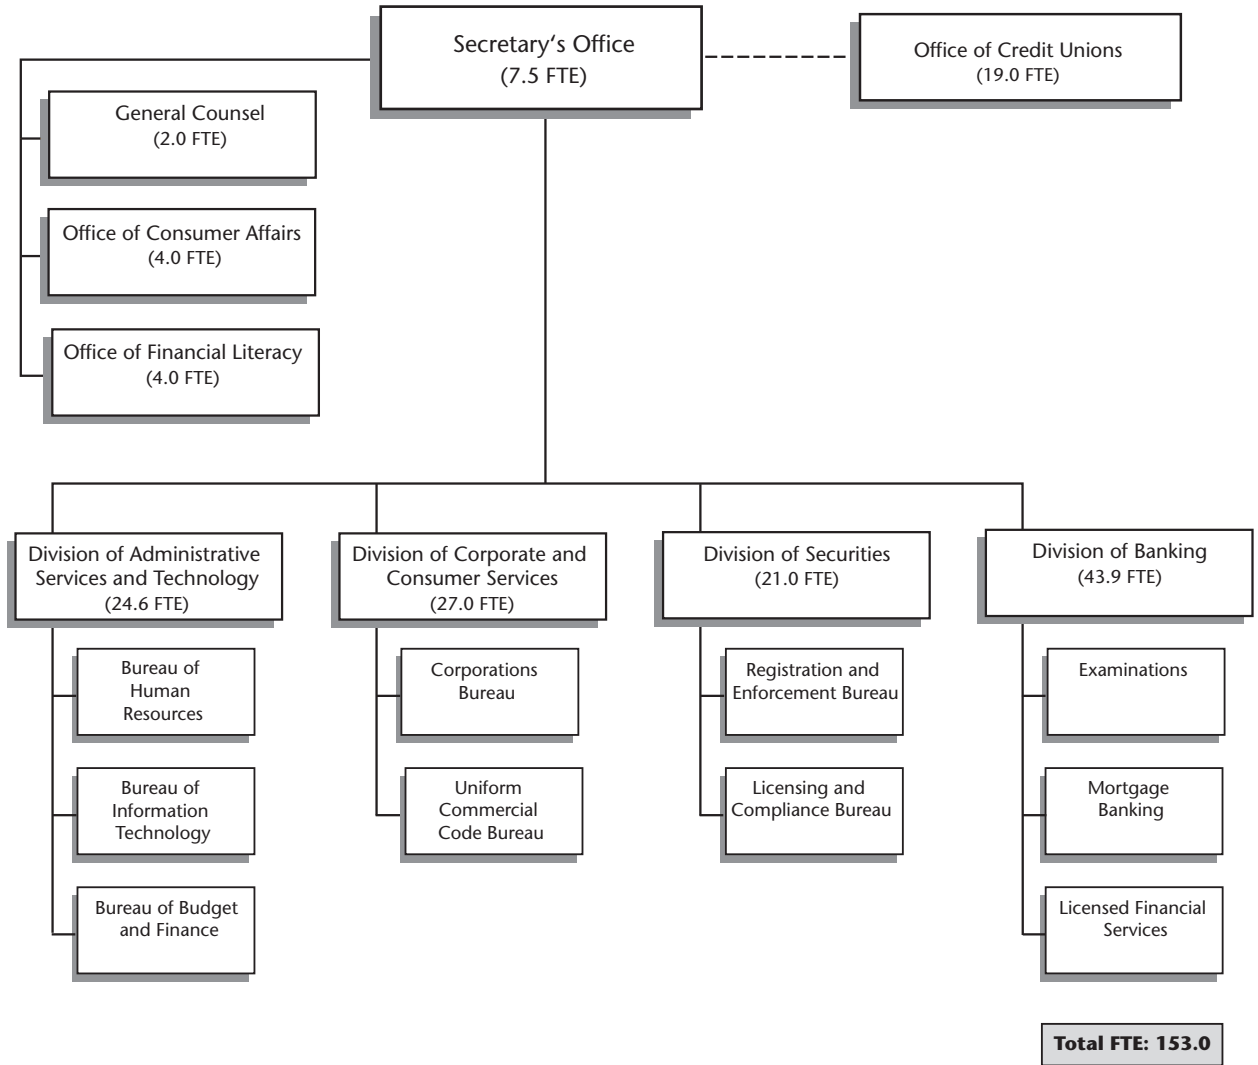 Secretary‘s Office
(7.5 FTE)
Office of Credit Unions
(19.0 FTE)
General Counsel
(2.0 FTE)
Office of Consumer Affairs
(4.0 FTE)
Office of Financial Literacy
(4.0 FTE)
Division of Administrative
Services and Technology
(24.6 FTE)
Bureau of
Human
Resources
Bureau of
Information
Technology
Bureau of Budget
and Finance
Division of Corporate and
Consumer Services
(27.0 FTE)
Corporations
Bureau
Uniform
Commercial
Code Bureau
Division of Securities
(21.0 FTE)
Registration and
Enforcement Bureau
Licensing and
Compliance Bureau
Division of Banking
(43.9 FTE)
Examinations
Mortgage
Banking
Licensed Financial
Services
Total FTE: 153.0